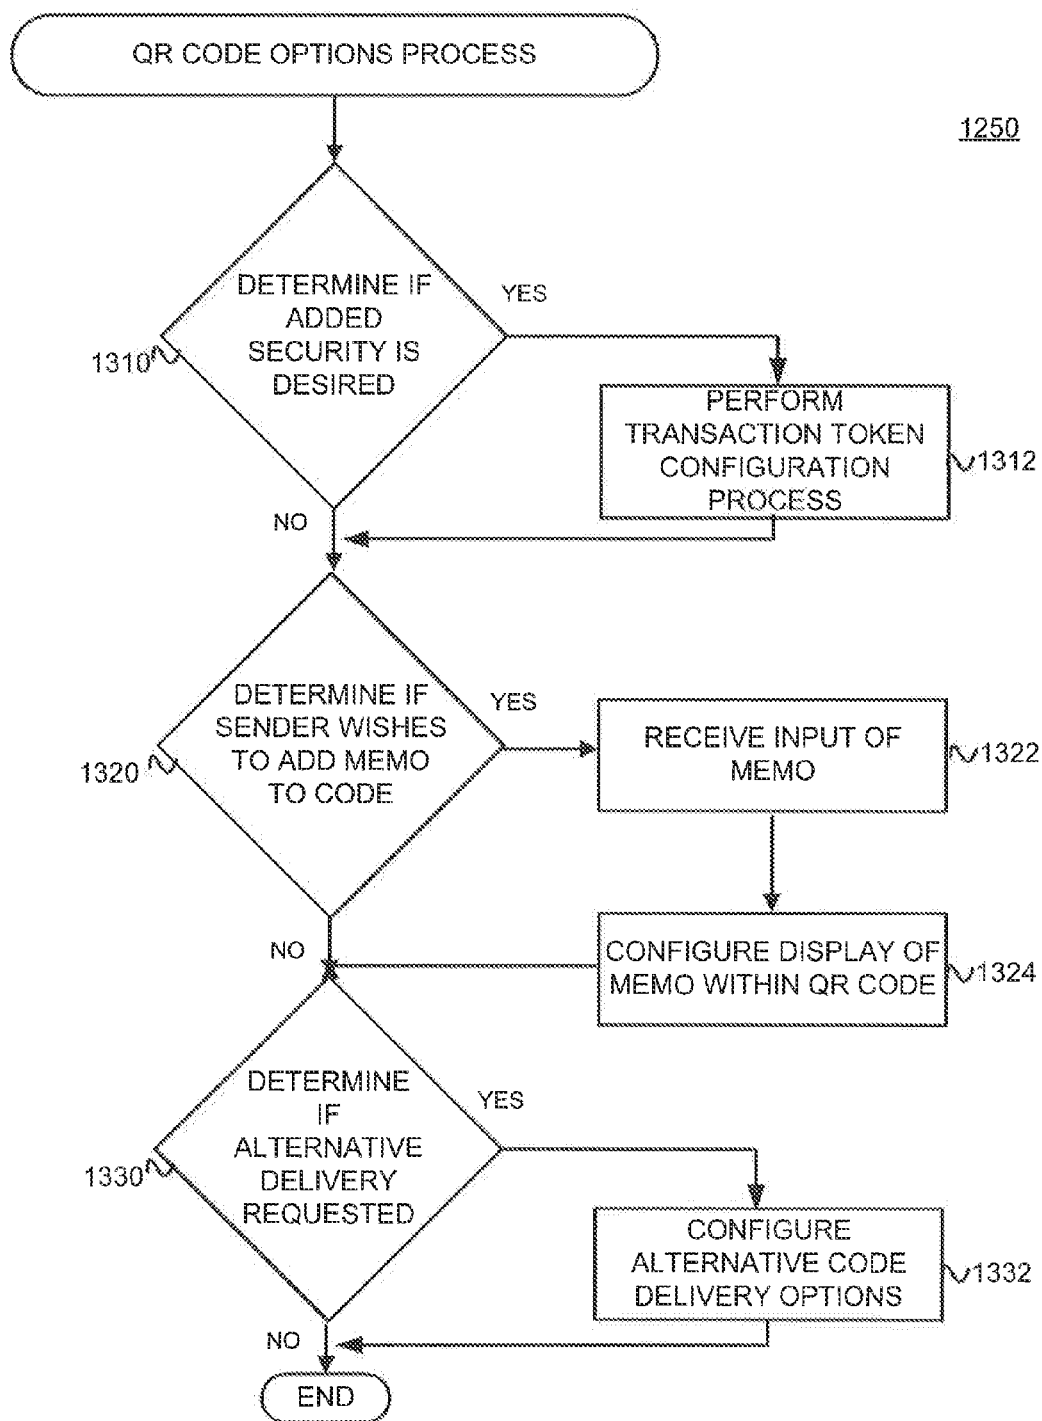 QR CODE OPTIONS PROCESS
1250
DETERMINE IF
ADDED
SECURITY IS
DESIRED
1310
YES
PERFORM
TRANSACTION TOKEN
CONFIGURATION
PROCESS
1312
NO
DETERMINE IF
SENDER WISHES
TO ADD MEMO
TO CODE
1320
YES
RECEIVE INPUT OF
MEMO
1322
NO
CONFIGURE DISPLAY OF
MEMO WITHIN QR CODE
1324
DETERMINE
IF
ALTERNATIVE
DELIVERY
REQUESTED
1330
YES
CONFIGURE
ALTERNATIVE CODE
DELIVERY OPTIONS
1332
NO
END